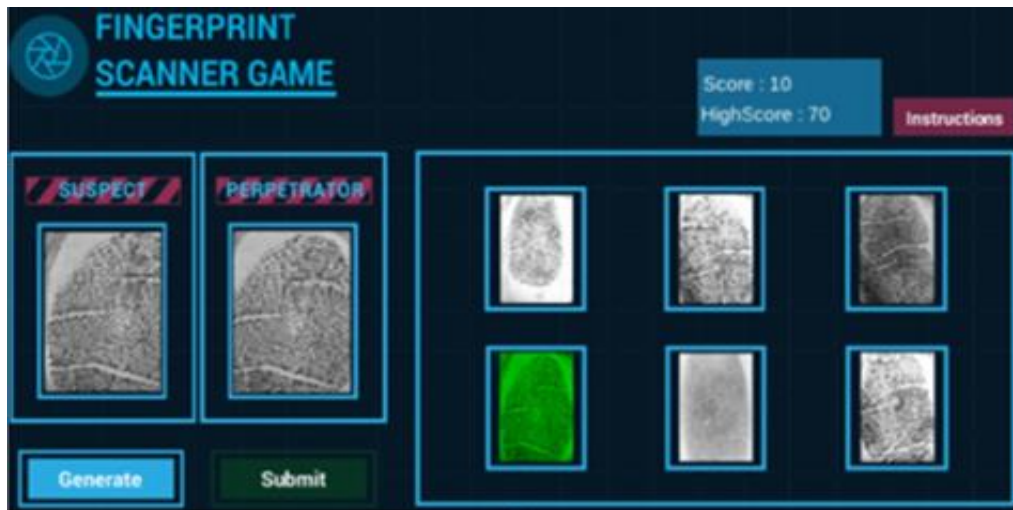 FINGERPRINT
SCANNER GAME
Score : 10
HighScore : 70
Instructions
SUSPECT
PERPETRATOR
Generate
Submit